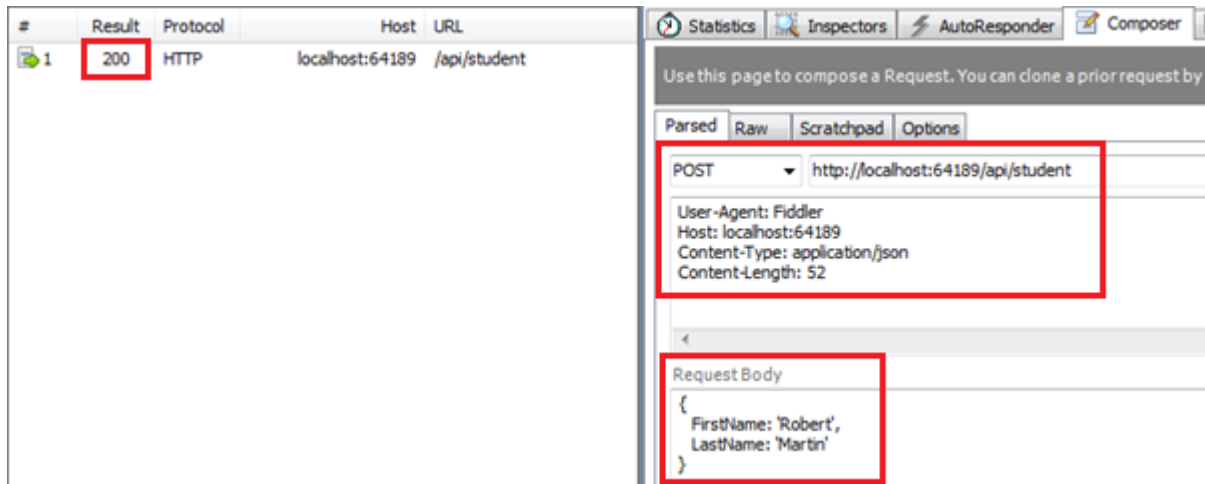 # Result Protocol Host URL
1 200 HTTP localhost:64189 /api/student
Statistics Inspectors AutoResponder Composer
Use this page to compose a Request. You can clone a prior request by
Parsed Raw Scratchpad Options
POST http://localhost:64189/api/student
User-Agent: Fiddler
Host: localhost:64189
Content-Type: application/json
Content-Length: 52
Request Body
{
FirstName: 'Robert',
LastName: 'Martin'
}